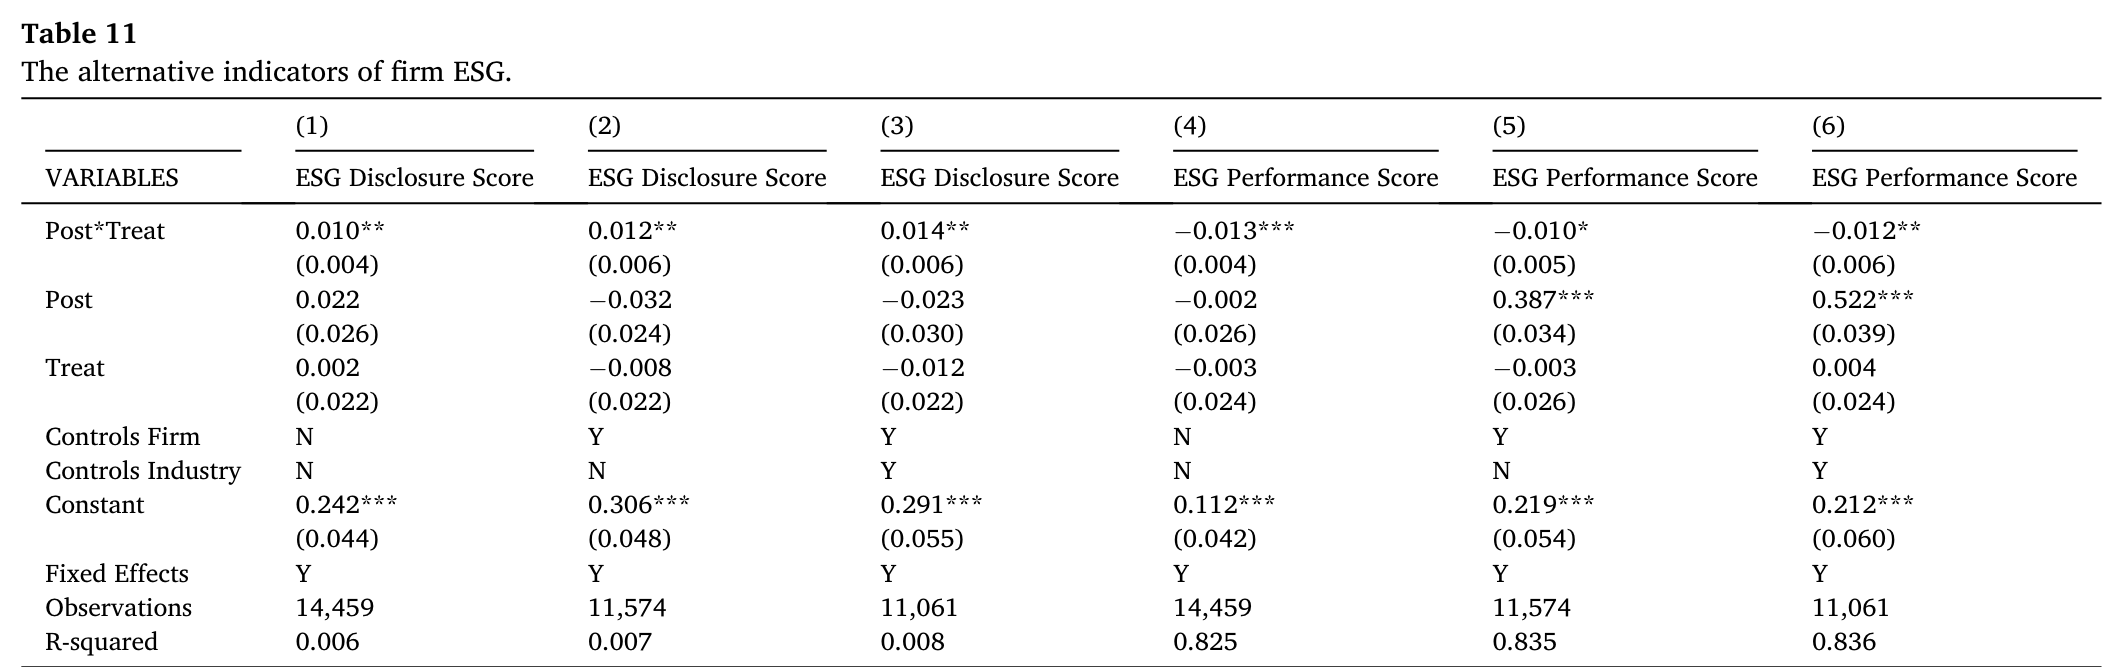 Table 11
The alternative indicators of firm ESG.
(1) (2) (3) (4) (5) (6)
VARIABLES ESG Disclosure Score ESG Disclosure Score ESG Disclosure Score ESG Performance Score ESG Performance Score ESG Performance Score
Post*Treat 0.010** 0.012** 0.014** −0.013*** −0.010* −0.012**
(0.004) (0.006) (0.006) (0.004) (0.005) (0.006)
Post 0.022 −0.032 −0.023 −0.002 0.387*** 0.522***
(0.026) (0.024) (0.030) (0.026) (0.034) (0.039)
Treat 0.002 −0.008 −0.012 −0.003 −0.003 0.004
(0.022) (0.022) (0.022) (0.024) (0.026) (0.024)
Controls Firm N Y Y N Y Y
Controls Industry N N Y N N Y
Constant 0.242*** 0.306*** 0.291*** 0.112*** 0.219*** 0.212***
(0.044) (0.048) (0.055) (0.042) (0.054) (0.060)
Fixed Effects Y Y Y Y Y Y
Observations 14,459 11,574 11,061 14,459 11,574 11,061
R-squared 0.006 0.007 0.008 0.825 0.835 0.836